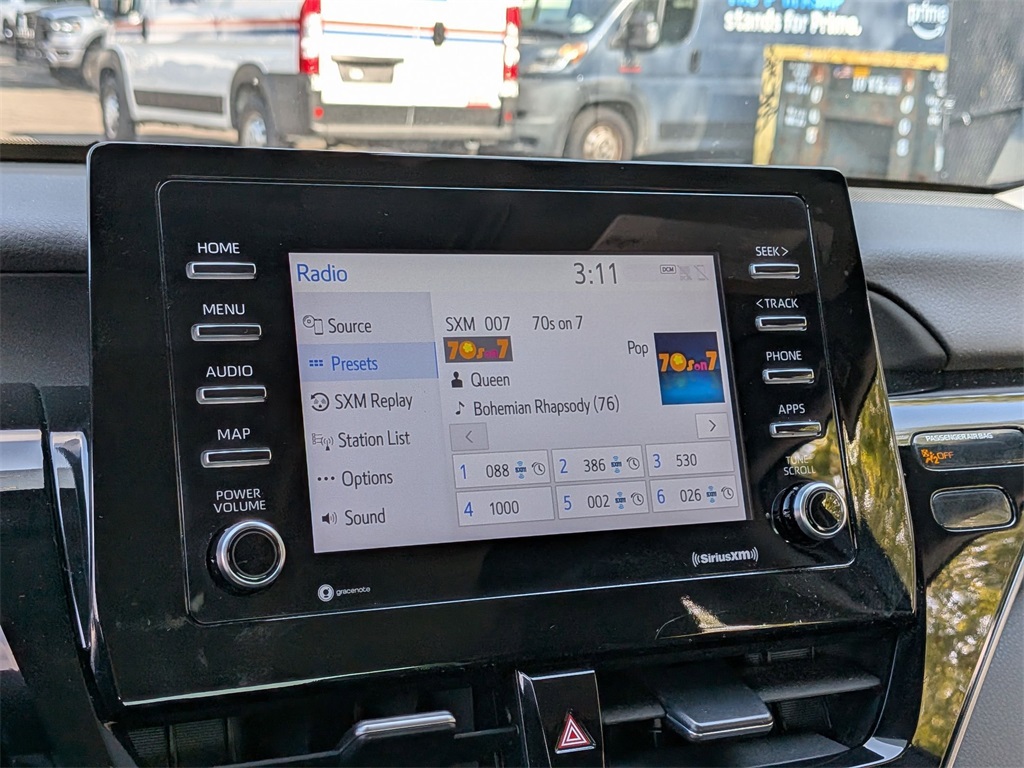 stands for Prime.
prime
HOME
MENU
AUDIO
MAP
POWER
VOLUME
Radio
3:11
DCM
Source
Presets
SXM Replay
Station List
Options
Sound
SXM 007 70s on 7
70s on 7
Pop
70s on 7
Queen
Bohemian Rhapsody (76)
<
>
1 088
2 386
3 530
4 1000
5 002
6 026
SEEK >
< TRACK
PHONE
APPS
TUNE
SCROLL
gracenote
((SiriusXM))
PASSENGER AIR BAG
OFF